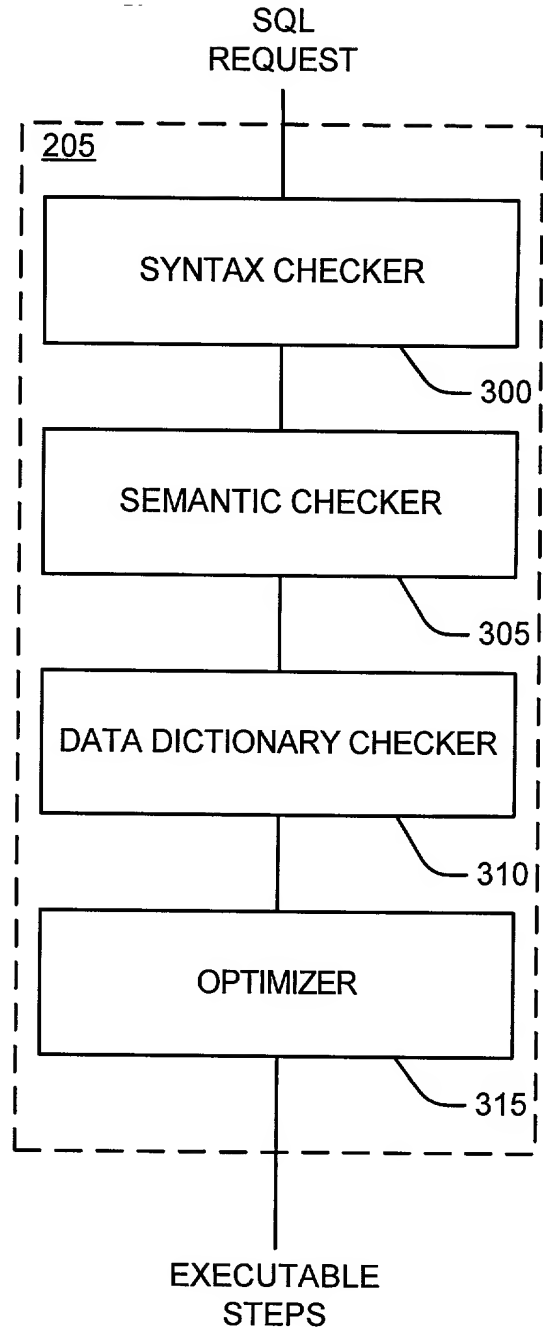 SQL
REQUEST
205
SYNTAX CHECKER
300
SEMANTIC CHECKER
305
DATA DICTIONARY CHECKER
310
OPTIMIZER
315
EXECUTABLE
STEPS